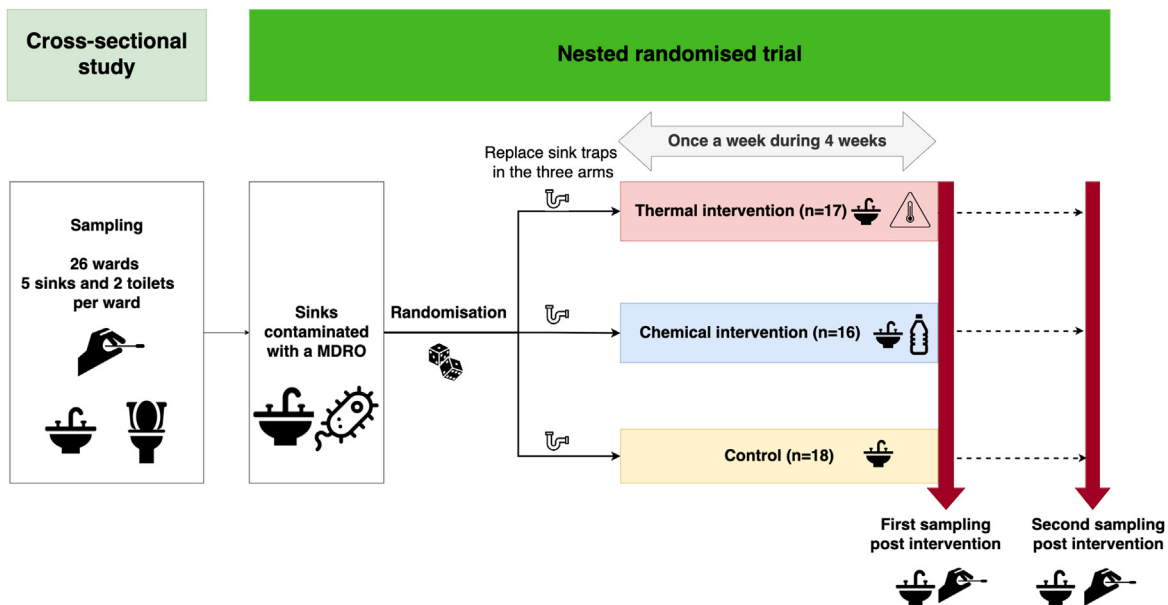 Cross-sectional
study
Nested randomised trial
Once a week during 4 weeks
Replace sink traps
in the three arms
Sampling
26 wards
5 sinks and 2 toilets
per ward
Sinks
contaminated
with a MDRO
Randomisation
Thermal intervention (n=17)
Chemical intervention (n=16)
Control (n=18)
First sampling
post intervention
Second sampling
post intervention